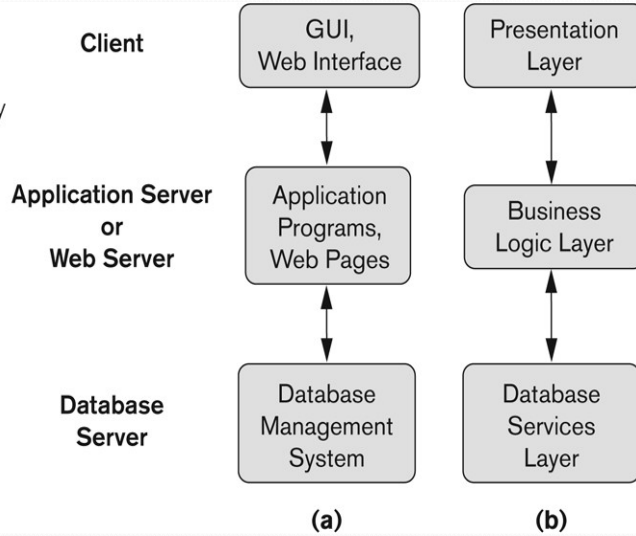 Client
GUI,
Web Interface
Presentation
Layer
y
Application Server
or
Web Server
Application
Programs,
Web Pages
Business
Logic Layer
Database
Server
Database
Management
System
Database
Services
Layer
(a)
(b)